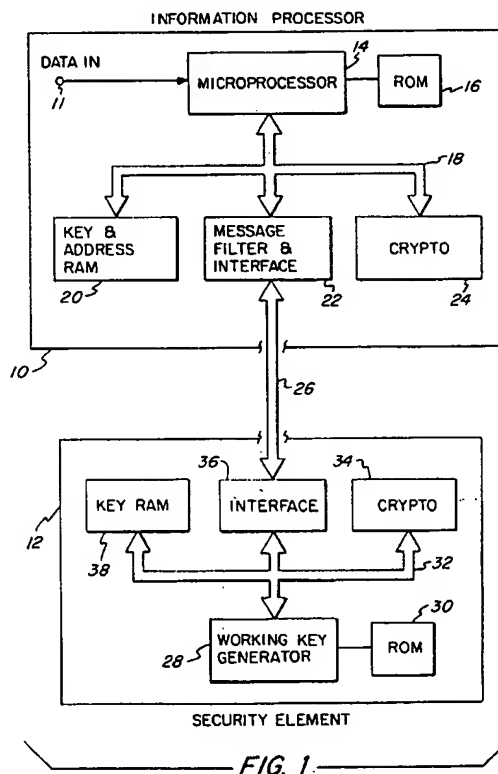 INFORMATION PROCESSOR
14
DATA IN
11
MICROPROCESSOR
ROM
16
18
KEY &
ADDRESS
RAM
20
MESSAGE
FILTER &
INTERFACE
22
CRYPTO
24
10
26
12
36
34
KEY RAM
38
INTERFACE
CRYPTO
32
30
28
WORKING KEY
GENERATOR
ROM
SECURITY ELEMENT
FIG. 1